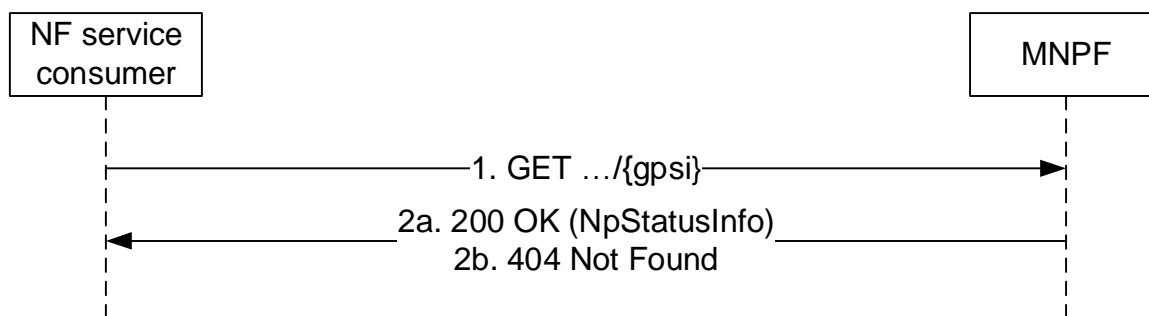 NF service
consumer
MNPF
1. GET …/{gpsi}
2a. 200 OK (NpStatusInfo)
2b. 404 Not Found